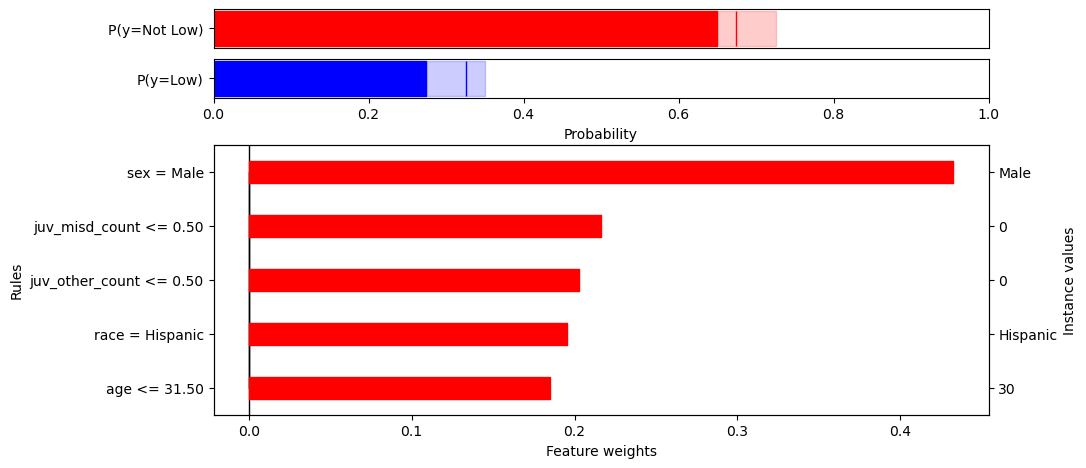 P(y=Not Low)
P(y=Low)
0.0 0.2 0.4 0.6 0.8 1.0
Probability
sex = Male Male
juv_misd_count <= 0.50 0
juv_other_count <= 0.50 0
race = Hispanic Hispanic
age <= 31.50 30
Rules
Instance values
0.0 0.1 0.2 0.3 0.4
Feature weights